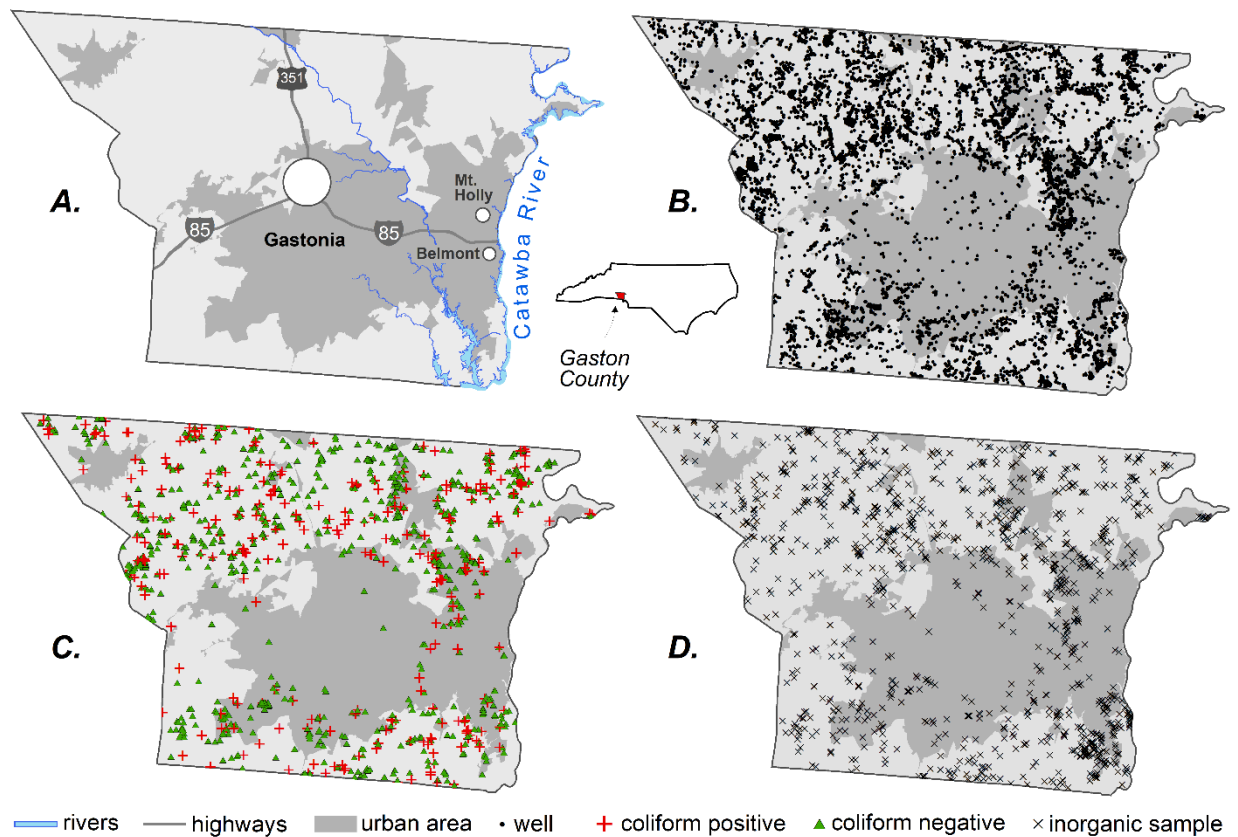 351
A.
Mt.
Holly
85
Gastonia
85
Belmont
Catawba River
B.
Gaston
County
C.
D.
rivers
highways
urban area
well
coliform positive
coliform negative
inorganic sample